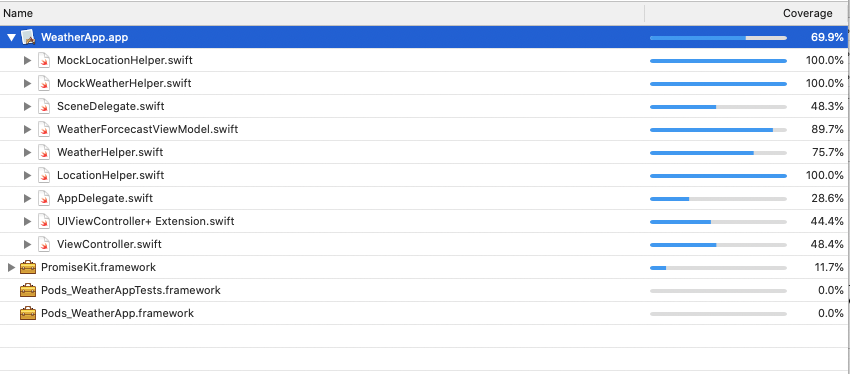 Name Coverage
WeatherApp.app 69.9%
MockLocationHelper.swift 100.0%
MockWeatherHelper.swift 100.0%
SceneDelegate.swift 48.3%
WeatherForcecastViewModel.swift 89.7%
WeatherHelper.swift 75.7%
LocationHelper.swift 100.0%
AppDelegate.swift 28.6%
UIViewController+ Extension.swift 44.4%
ViewController.swift 48.4%
PromiseKit.framework 11.7%
Pods_WeatherAppTests.framework 0.0%
Pods_WeatherApp.framework 0.0%